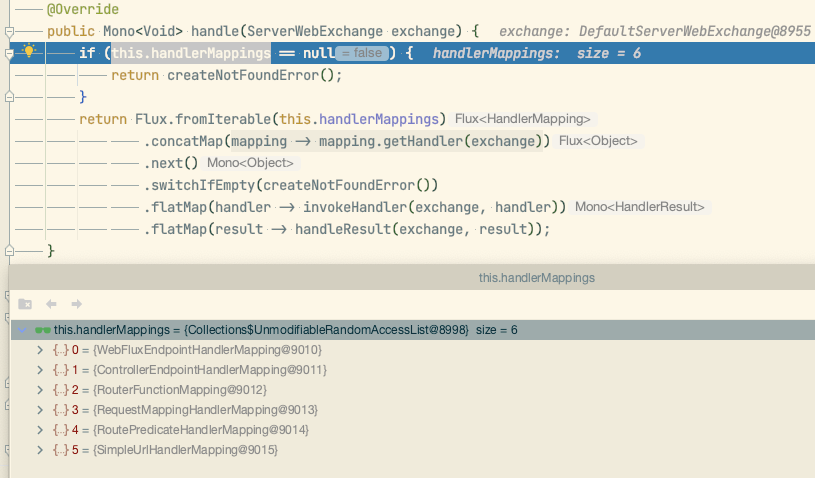 @Override
public Mono<Void> handle(ServerWebExchange exchange) { exchange: DefaultServerWebExchange@8955
if (this.handlerMappings == null = false ) { handlerMappings: size = 6
return createNotFoundError();
}
return Flux.fromIterable(this.handlerMappings) Flux<HandlerMapping>
.concatMap(mapping -> mapping.getHandler(exchange)) Flux<Object>
.next() Mono<Object>
.switchIfEmpty(createNotFoundError())
.flatMap(handler -> invokeHandler(exchange, handler)) Mono<HandlerResult>
.flatMap(result -> handleResult(exchange, result));
}
this.handlerMappings
this.handlerMappings = {Collections$UnmodifiableRandomAccessList@8998} size = 6
{..} 0 = {WebFluxEndpointHandlerMapping@9010}
{..} 1 = {ControllerEndpointHandlerMapping@9011}
{..} 2 = {RouterFunctionMapping@9012}
{..} 3 = {RequestMappingHandlerMapping@9013}
{..} 4 = {RoutePredicateHandlerMapping@9014}
{..} 5 = {SimpleUrlHandlerMapping@9015}